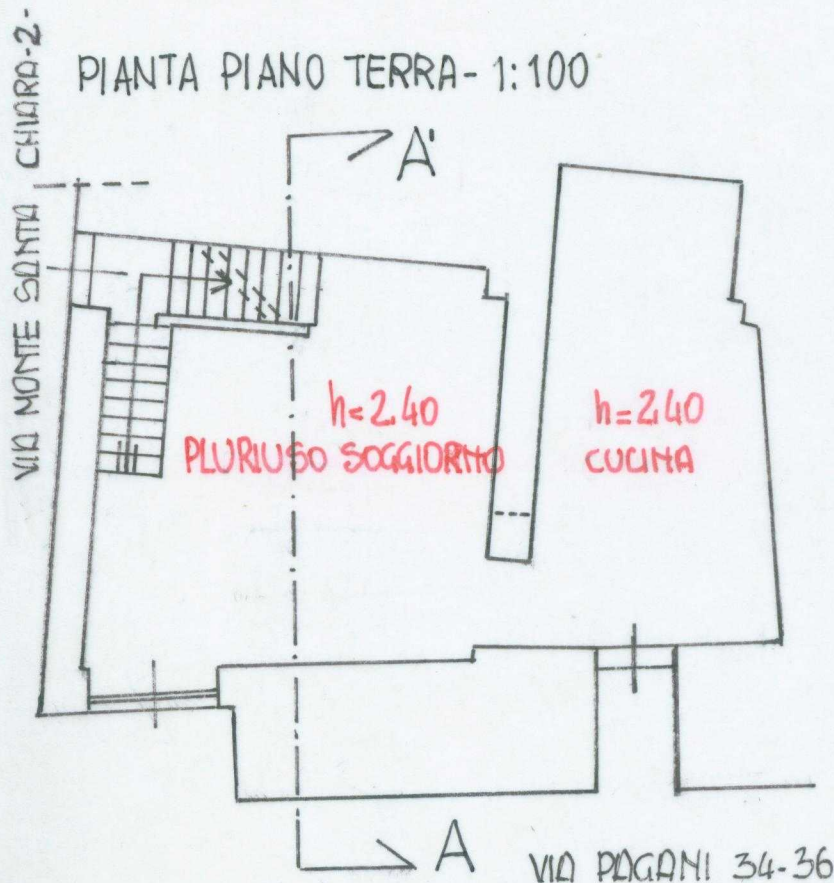 VIA MONTE SANTA CHIARA-2-
PIANTA PIANO TERRA- 1:100
A'
h=2.40
PLURIUSO SOGGIORNO
h=2.40
CUCINA
A
VIA PAGANI 34-36